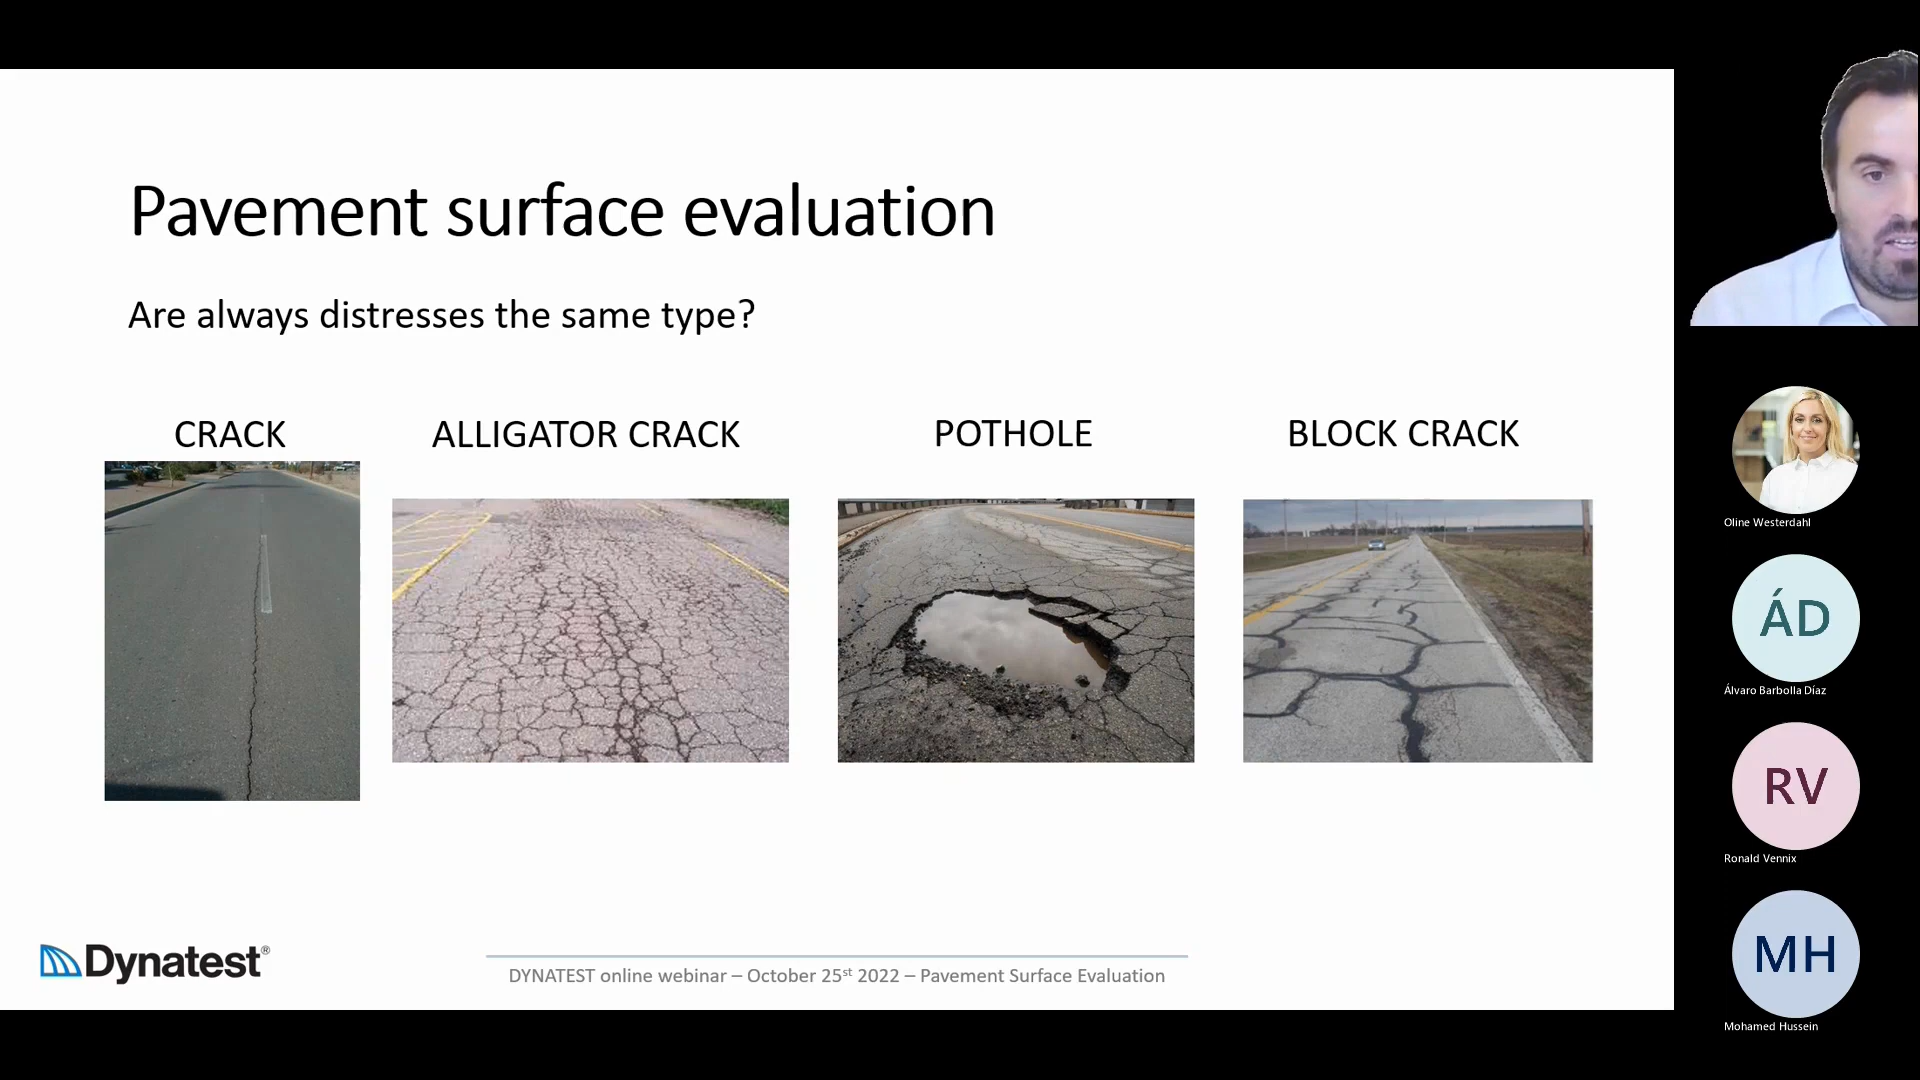 Pavement surface evaluation
Are always distresses the same type?
CRACK
ALLIGATOR CRACK
POTHOLE
BLOCK CRACK
Dynatest®
DYNATEST online webinar – October 25st 2022 – Pavement Surface Evaluation
Oline Westerdahl
ÁD
Álvaro Barbolla Díaz
RV
Ronald Vennix
MH
Mohamed Hussein